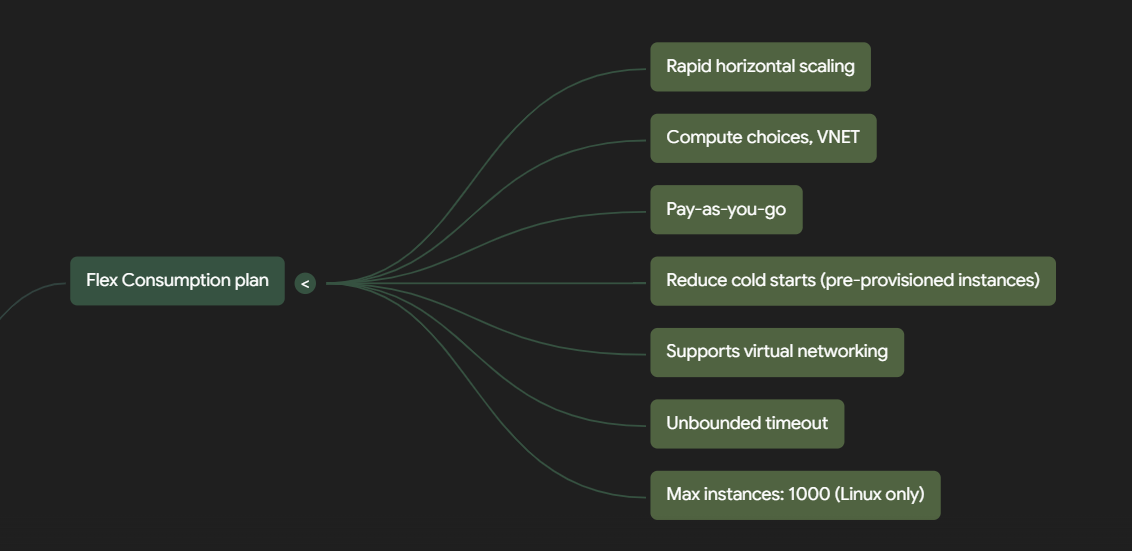 Flex Consumption plan
<
Rapid horizontal scaling
Compute choices, VNET
Pay-as-you-go
Reduce cold starts (pre-provisioned instances)
Supports virtual networking
Unbounded timeout
Max instances: 1000 (Linux only)